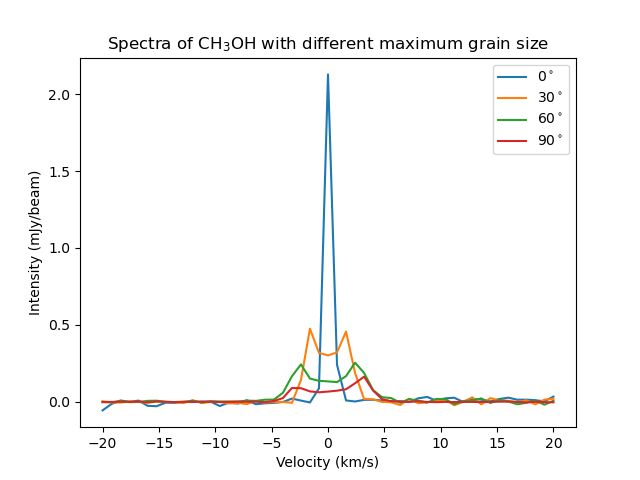 Spectra of CH₃OH with different maximum grain size
Intensity (mJy/beam)
2.0
1.5
1.0
0.5
0.0
−20 −15 −10 −5 0 5 10 15 20
Velocity (km/s)
0°
30°
60°
90°